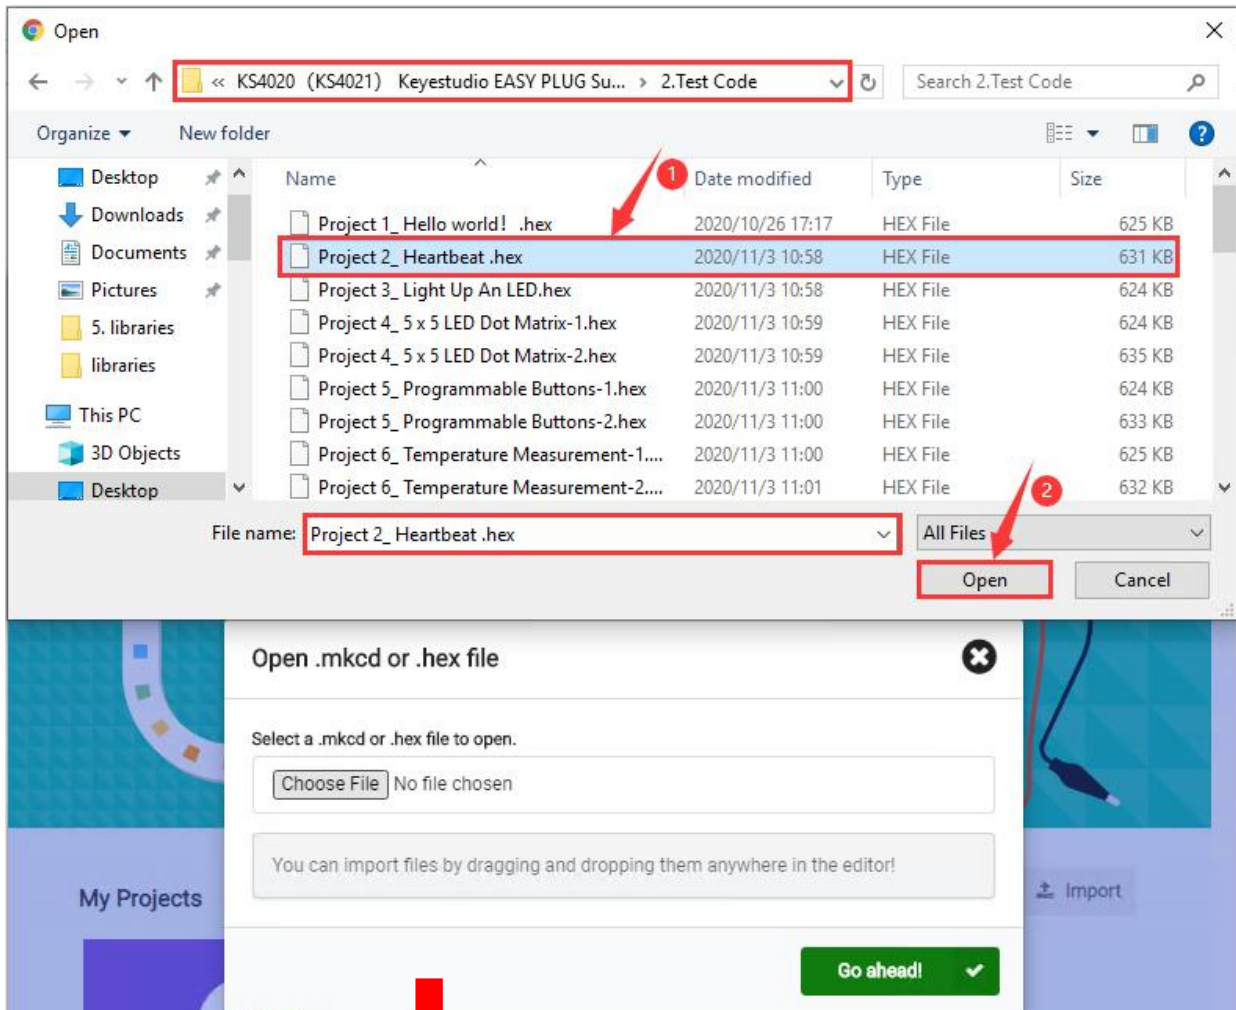 Open
« KS4020 (KS4021) Keyestudio EASY PLUG Su... › 2.Test Code
Search 2.Test Code
Organize
New folder
?
Desktop
Downloads
Documents
Pictures
5. libraries
libraries
This PC
3D Objects
Desktop
Name Date modified Type Size
1
Project 1_ Hello world！ .hex 2020/10/26 17:17 HEX File 625 KB
Project 2_ Heartbeat .hex 2020/11/3 10:58 HEX File 631 KB
Project 3_ Light Up An LED.hex 2020/11/3 10:58 HEX File 624 KB
Project 4_ 5 x 5 LED Dot Matrix-1.hex 2020/11/3 10:59 HEX File 624 KB
Project 4_ 5 x 5 LED Dot Matrix-2.hex 2020/11/3 10:59 HEX File 635 KB
Project 5_ Programmable Buttons-1.hex 2020/11/3 11:00 HEX File 624 KB
Project 5_ Programmable Buttons-2.hex 2020/11/3 11:00 HEX File 633 KB
Project 6_ Temperature Measurement-1.... 2020/11/3 11:00 HEX File 625 KB
Project 6_ Temperature Measurement-2.... 2020/11/3 11:01 HEX File 632 KB
2
File name: Project 2_ Heartbeat .hex All Files
Open Cancel
Open .mkcd or .hex file
Select a .mkcd or .hex file to open.
Choose File No file chosen
You can import files by dragging and dropping them anywhere in the editor!
My Projects
Import
Go ahead!